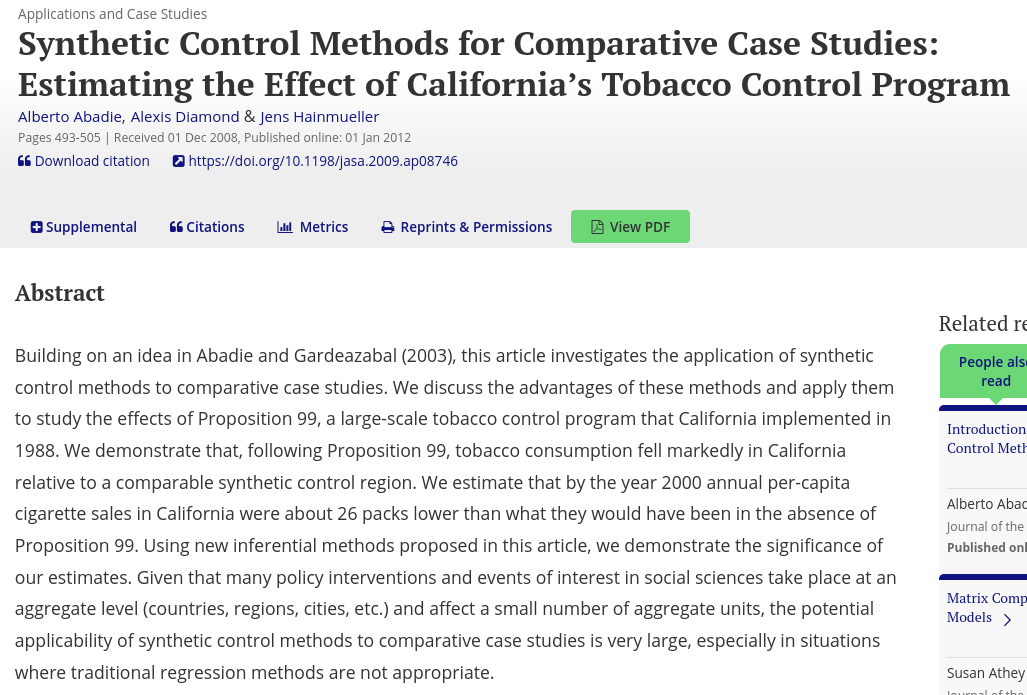 Applications and Case Studies
Synthetic Control Methods for Comparative Case Studies:
Estimating the Effect of California’s Tobacco Control Program
Alberto Abadie, Alexis Diamond & Jens Hainmueller
Pages 493-505 | Received 01 Dec 2008, Published online: 01 Jan 2012
Download citation https://doi.org/10.1198/jasa.2009.ap08746
Supplemental Citations Metrics Reprints & Permissions View PDF
Abstract
Building on an idea in Abadie and Gardeazabal (2003), this article investigates the application of synthetic
control methods to comparative case studies. We discuss the advantages of these methods and apply them
to study the effects of Proposition 99, a large-scale tobacco control program that California implemented in
1988. We demonstrate that, following Proposition 99, tobacco consumption fell markedly in California
relative to a comparable synthetic control region. We estimate that by the year 2000 annual per-capita
cigarette sales in California were about 26 packs lower than what they would have been in the absence of
Proposition 99. Using new inferential methods proposed in this article, we demonstrate the significance of
our estimates. Given that many policy interventions and events of interest in social sciences take place at an
aggregate level (countries, regions, cities, etc.) and affect a small number of aggregate units, the potential
applicability of synthetic control methods to comparative case studies is very large, especially in situations
where traditional regression methods are not appropriate.
Related re
People als
read
Introduction
Control Meth
Alberto Abad
Journal of the
Published onl
Matrix Comp
Models
Susan Athey